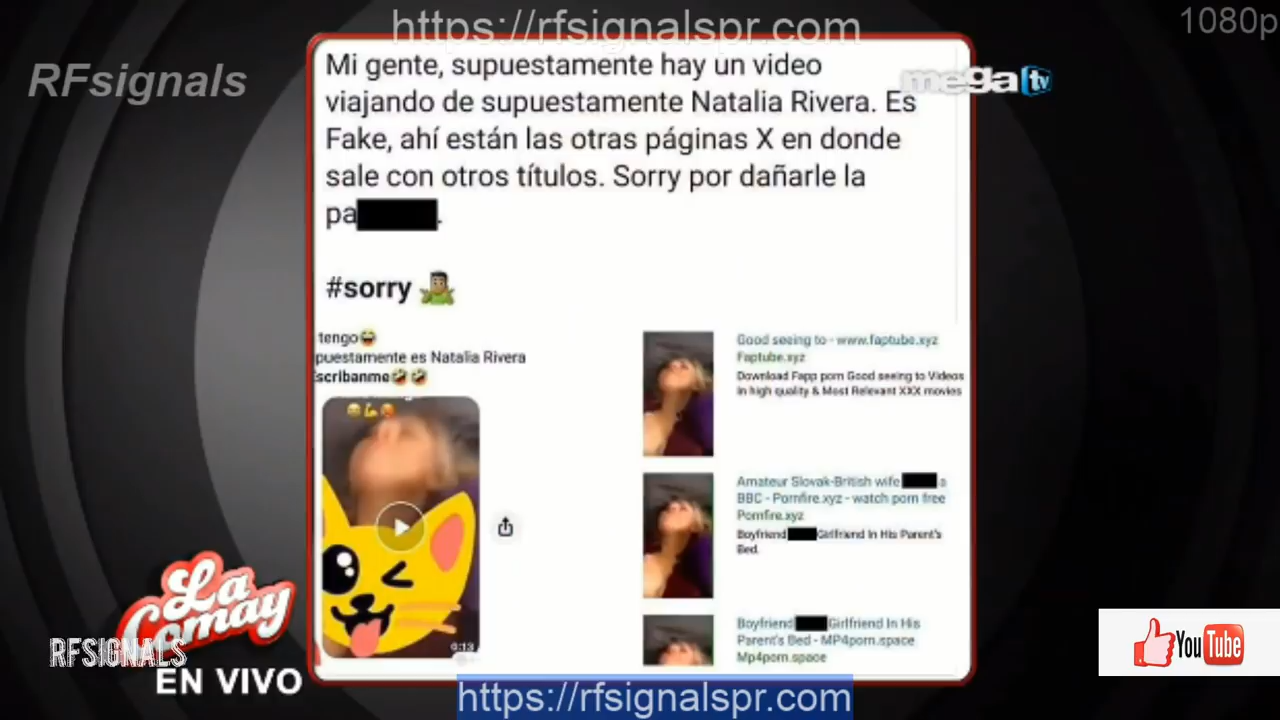 https://rfsignalspr.com
1080p
RFsignals
mega tv
Mi gente, supuestamente hay un video
viajando de supuestamente Natalia Rivera. Es
Fake, ahí están las otras páginas X en donde
sale con otros títulos. Sorry por dañarle la
pa
#sorry
tengo
puestamente es Natalia Rivera
scribanme
0:13
Good seeing to - www.faptube.xyz
Faptube.xyz
Download Fapp porn Good seeing to Videos
In high quality & Most Relevant XXX movies
Amateur Slovak-British wife a
BBC - Pornfire.xyz - watch porn free
Pornfire.xyz
Boyfriend Girlfriend In His Parent's
Bed.
Boyfriend Girlfriend In His
Parent's Bed - MP4porn.space
Mp4porn.space
La
Comay
RFSIGNALS
EN VIVO
YouTube
https://rfsignalspr.com